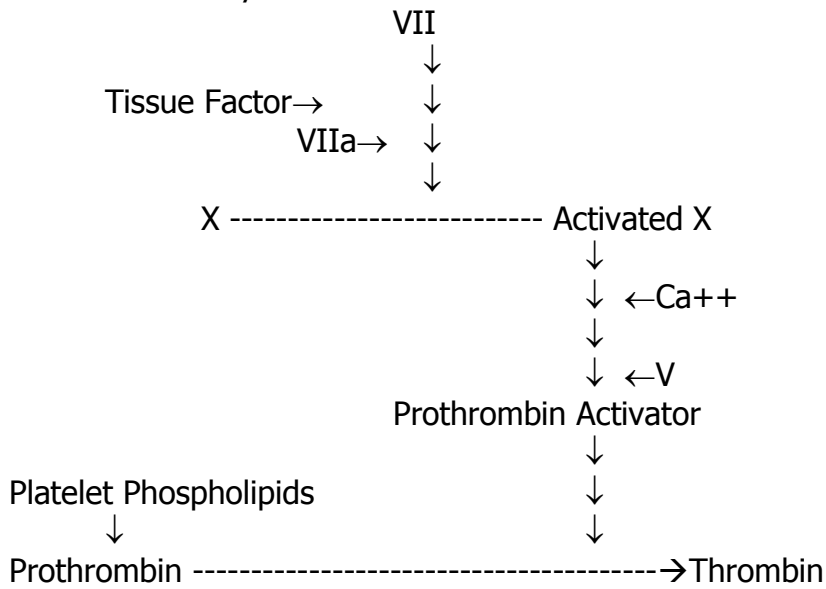 VII
↓
Tissue Factor→ ↓
VIIa→ ↓
↓
X --------------------------- Activated X
↓
↓ ←Ca++
↓
↓ ←V
Prothrombin Activator
↓
Platelet Phospholipids ↓
↓ ↓
Prothrombin ----------------------------------------→Thrombin